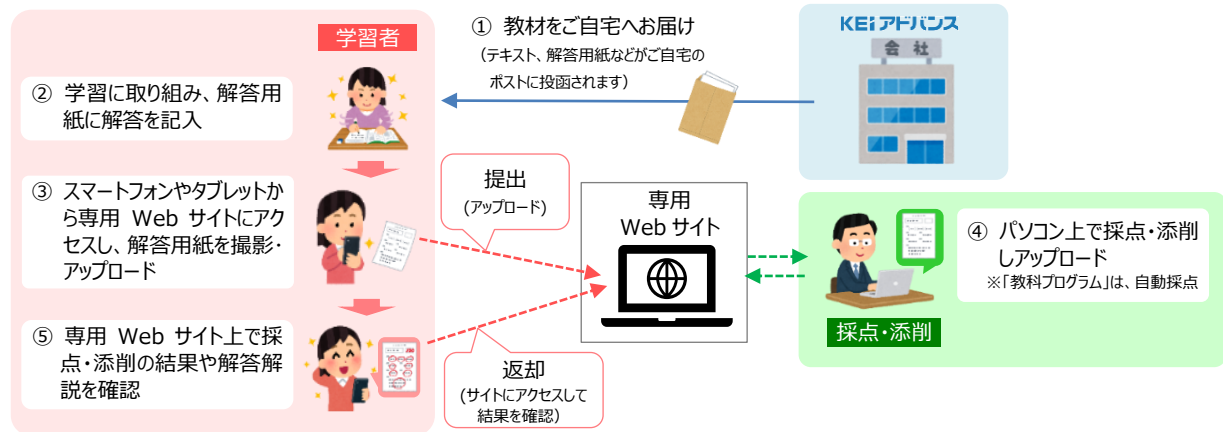 学習者
① 教材をご自宅へお届け
（テキスト、解答用紙などがご自宅の
ポストに投函されます）
KEIアドバンス
会社
② 学習に取り組み、解答用
紙に解答を記入
③ スマートフォンやタブレットか
ら専用 Web サイトにアク
セスし、解答用紙を撮影・
アップロード
提出
(アップロード)
専用
Web サイト
④ パソコン上で採点・添削
しアップロード
※「教科プログラム」は、自動採点
採点・添削
⑤ 専用 Web サイト上で採
点・添削の結果や解答解
説を確認
返却
(サイトにアクセスして
結果を確認)